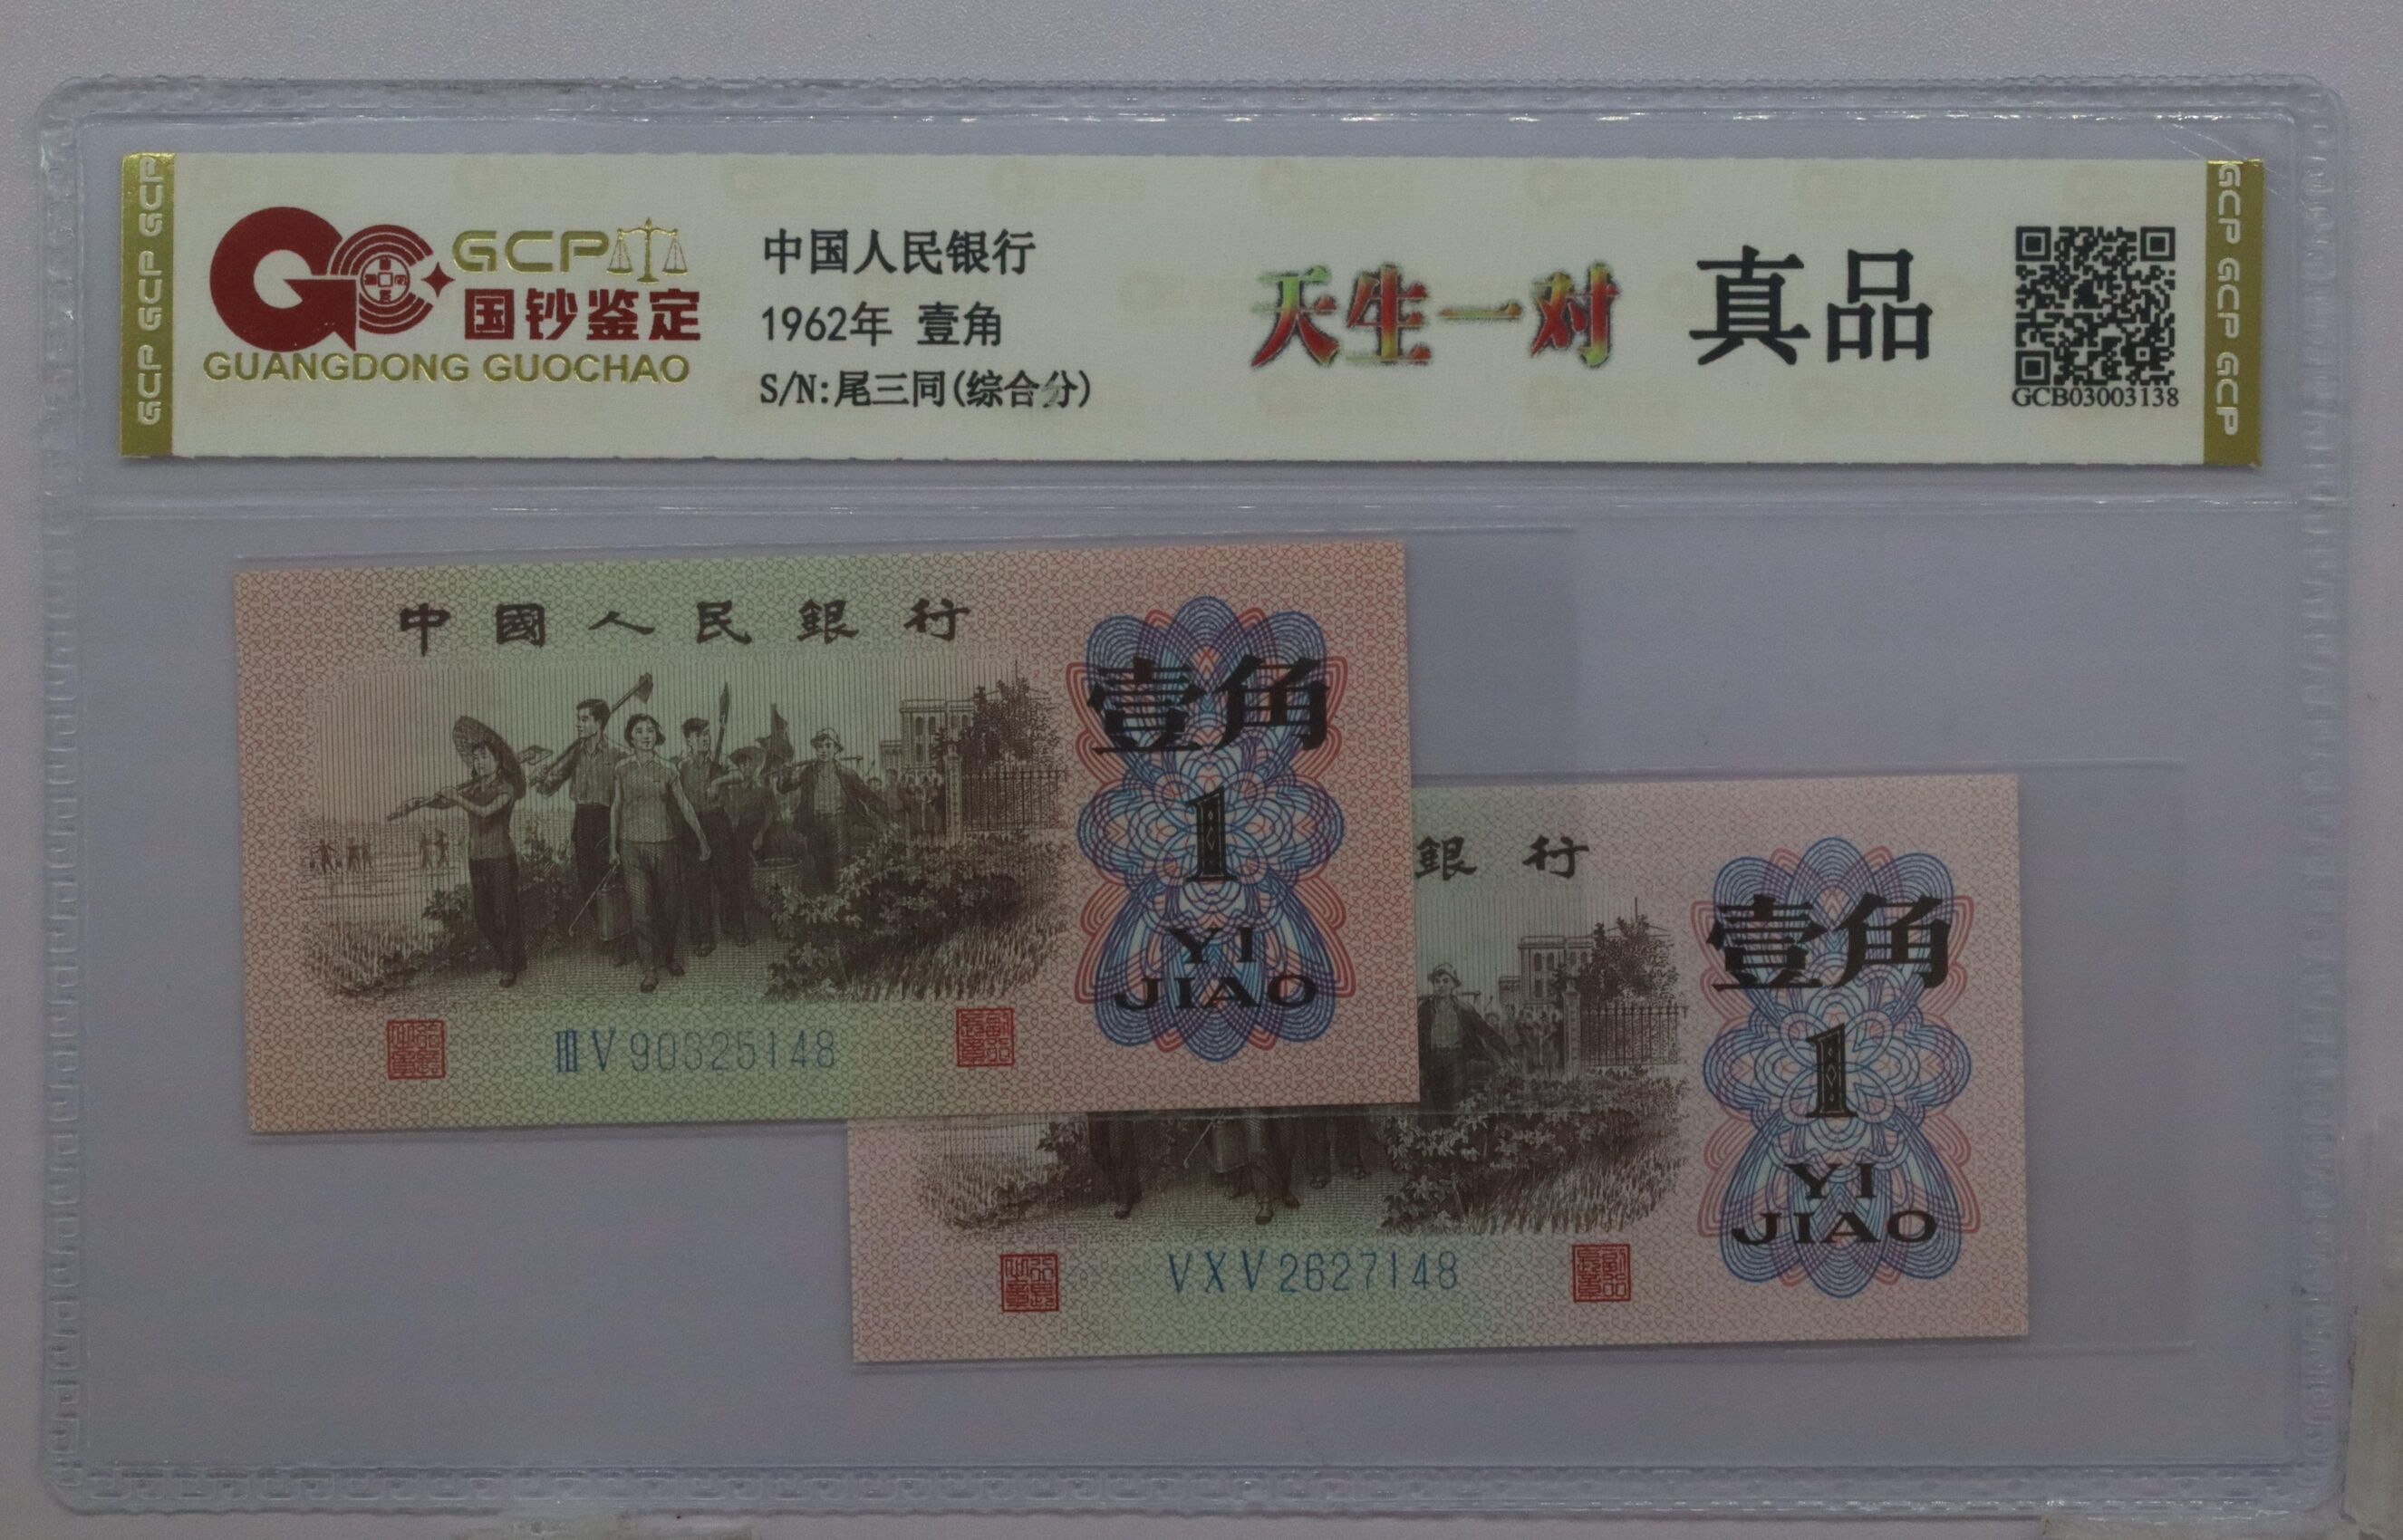 GCP GCP GCP
GCP
国钞鉴定
GUANGDONG GUOCHAO
中国人民银行
1962年 壹角
S/N:尾三同(综合分)
天生一对
真品
GCB03003138
GCP GCP GCP
中國人民銀行
壹角
1
YI
JIAO
ⅢⅤ90325148
銀行
壹角
1
YI
JIAO
ⅤⅩⅤ2627148